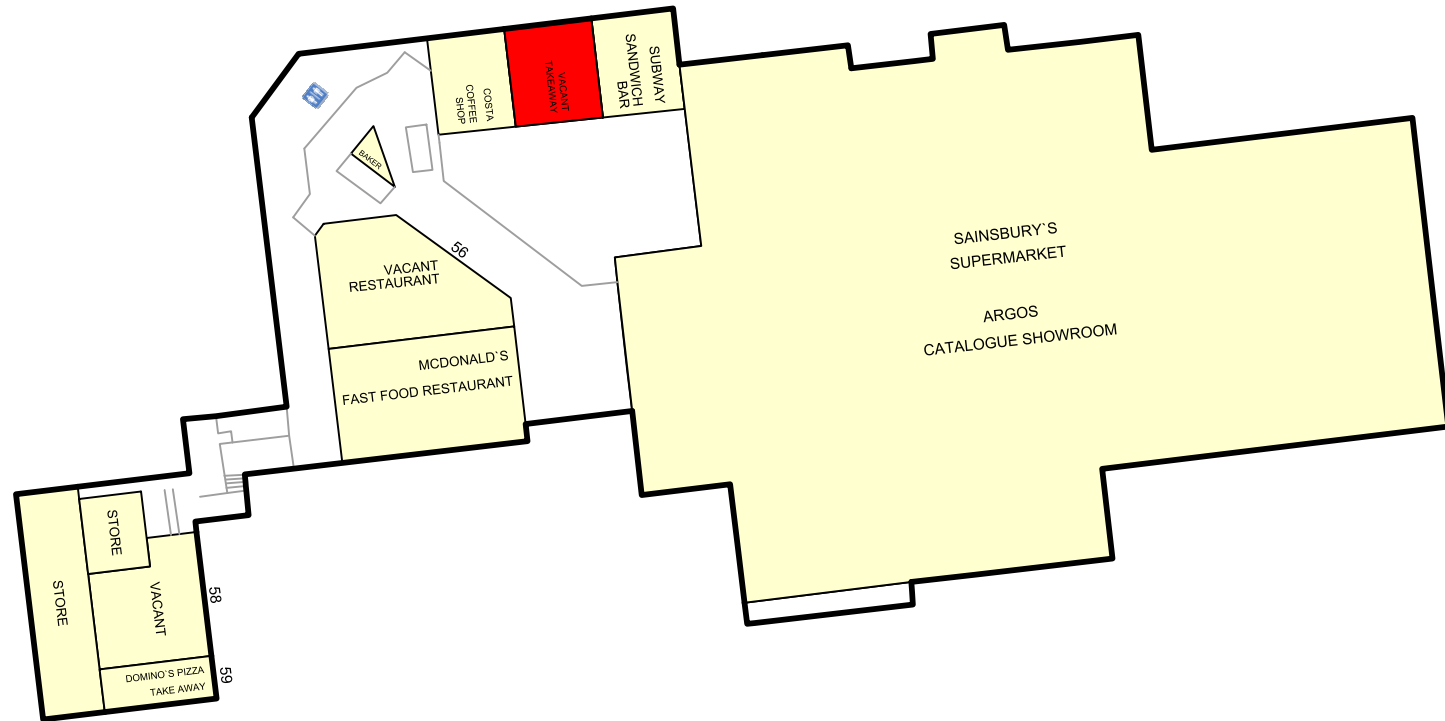 COSTA
COFFEE
SHOP
VACANT
TAKEAWAY
SUBWAY
SANDWICH
BAR
BAKER
56
VACANT
RESTAURANT
MCDONALD`S
FAST FOOD RESTAURANT
SAINSBURY`S
SUPERMARKET
ARGOS
CATALOGUE SHOWROOM
STORE
STORE
VACANT
58
DOMINO`S PIZZA
TAKE AWAY
59